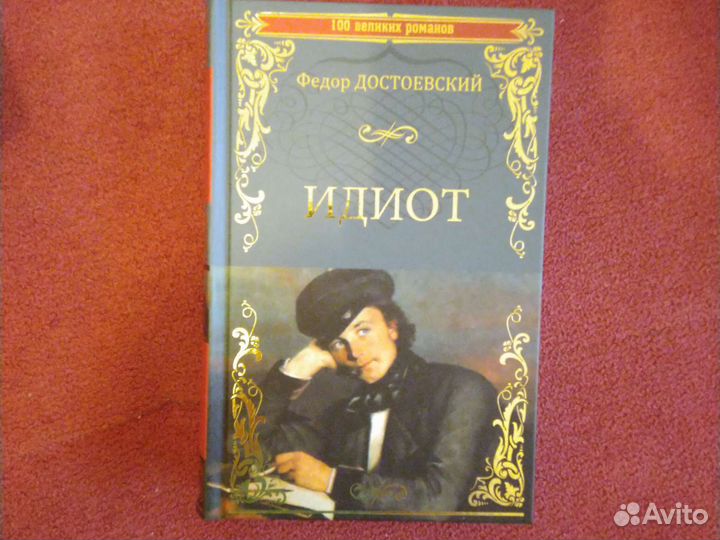 100 великих романов
Федор ДОСТОЕВСКИЙ
ИДИОТ
Avito